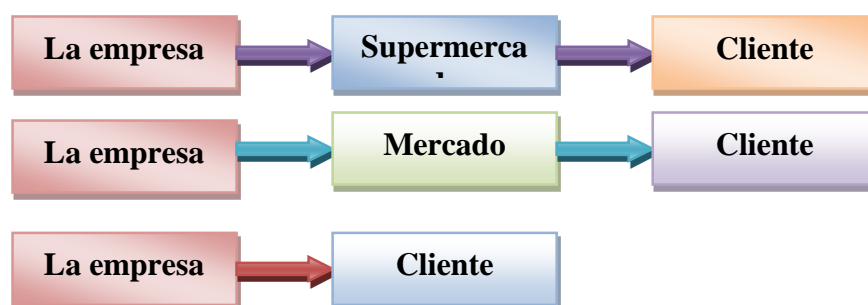 La empresa Supermerca Cliente
La empresa Mercado Cliente
La empresa Cliente